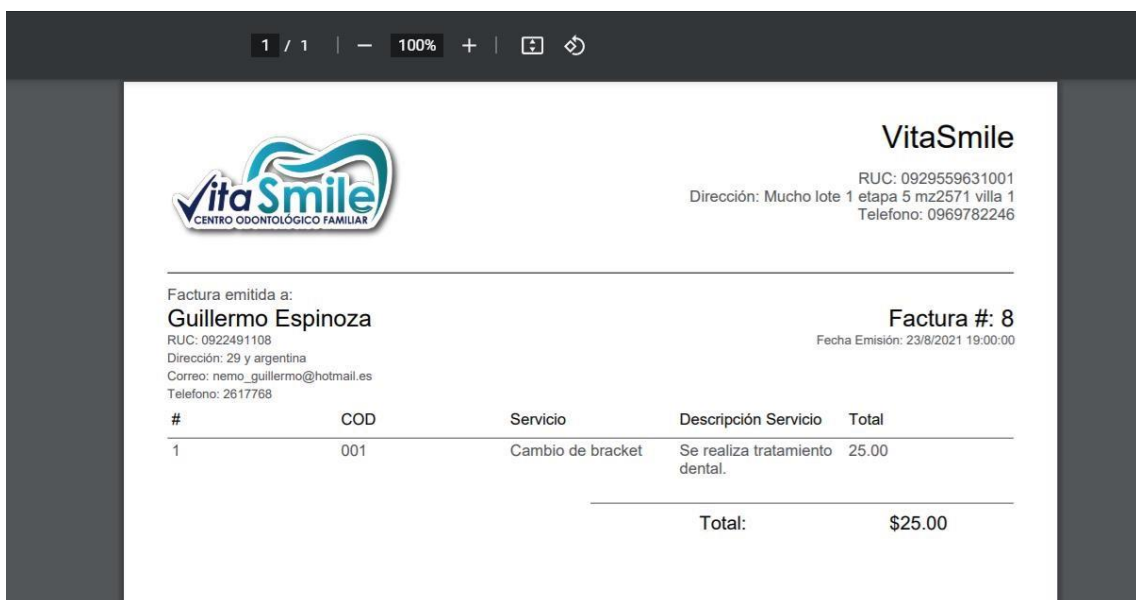 1 / 1 | − 100% + |
Vita Smile
CENTRO ODONTOLÓGICO FAMILIAR
VitaSmile
RUC: 0929559631001
Dirección: Mucho lote 1 etapa 5 mz2571 villa 1
Telefono: 0969782246
Factura emitida a:
Guillermo Espinoza
RUC: 0922491108
Dirección: 29 y argentina
Correo: nemo_guillermo@hotmail.es
Telefono: 2617768
Factura #: 8
Fecha Emisión: 23/8/2021 19:00:00
# COD Servicio Descripción Servicio Total
1 001 Cambio de bracket Se realiza tratamiento 25.00
dental.
Total: $25.00